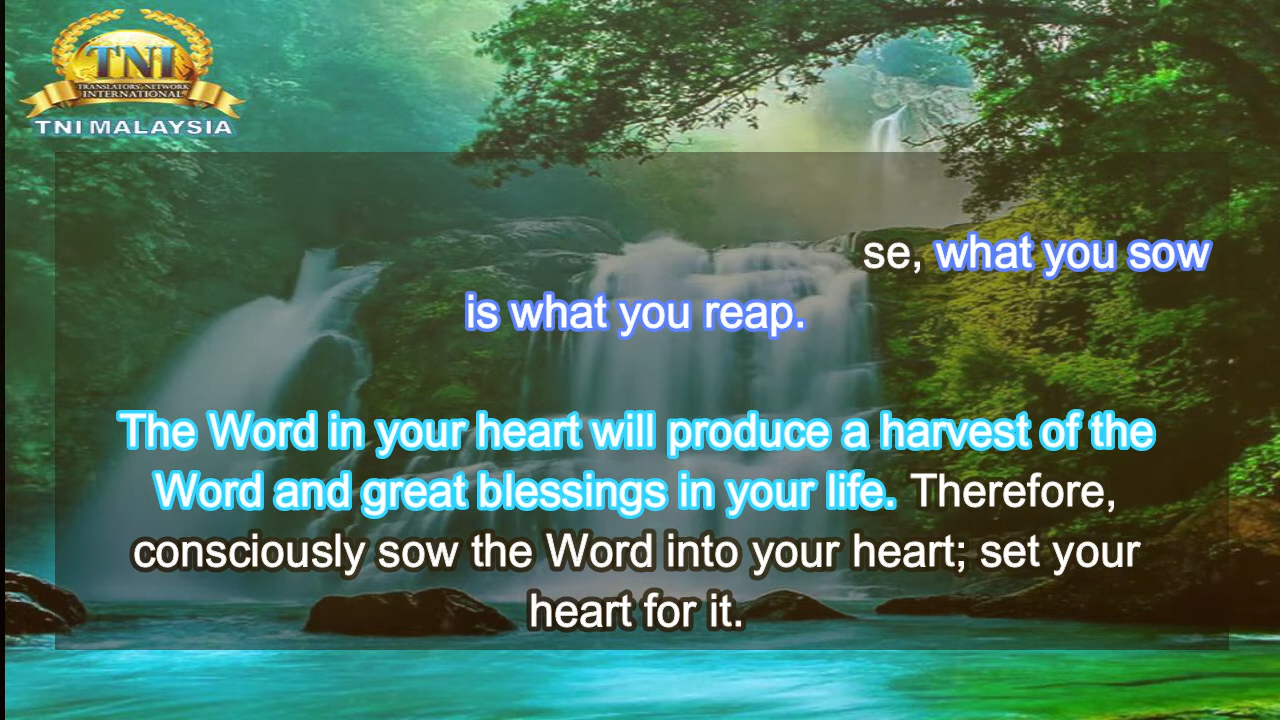 TNI
TRANSLATORS NETWORK
INTERNATIONAL
TNI MALAYSIA
se, what you sow
is what you reap.
The Word in your heart will produce a harvest of the
Word and great blessings in your life. Therefore,
consciously sow the Word into your heart; set your
heart for it.